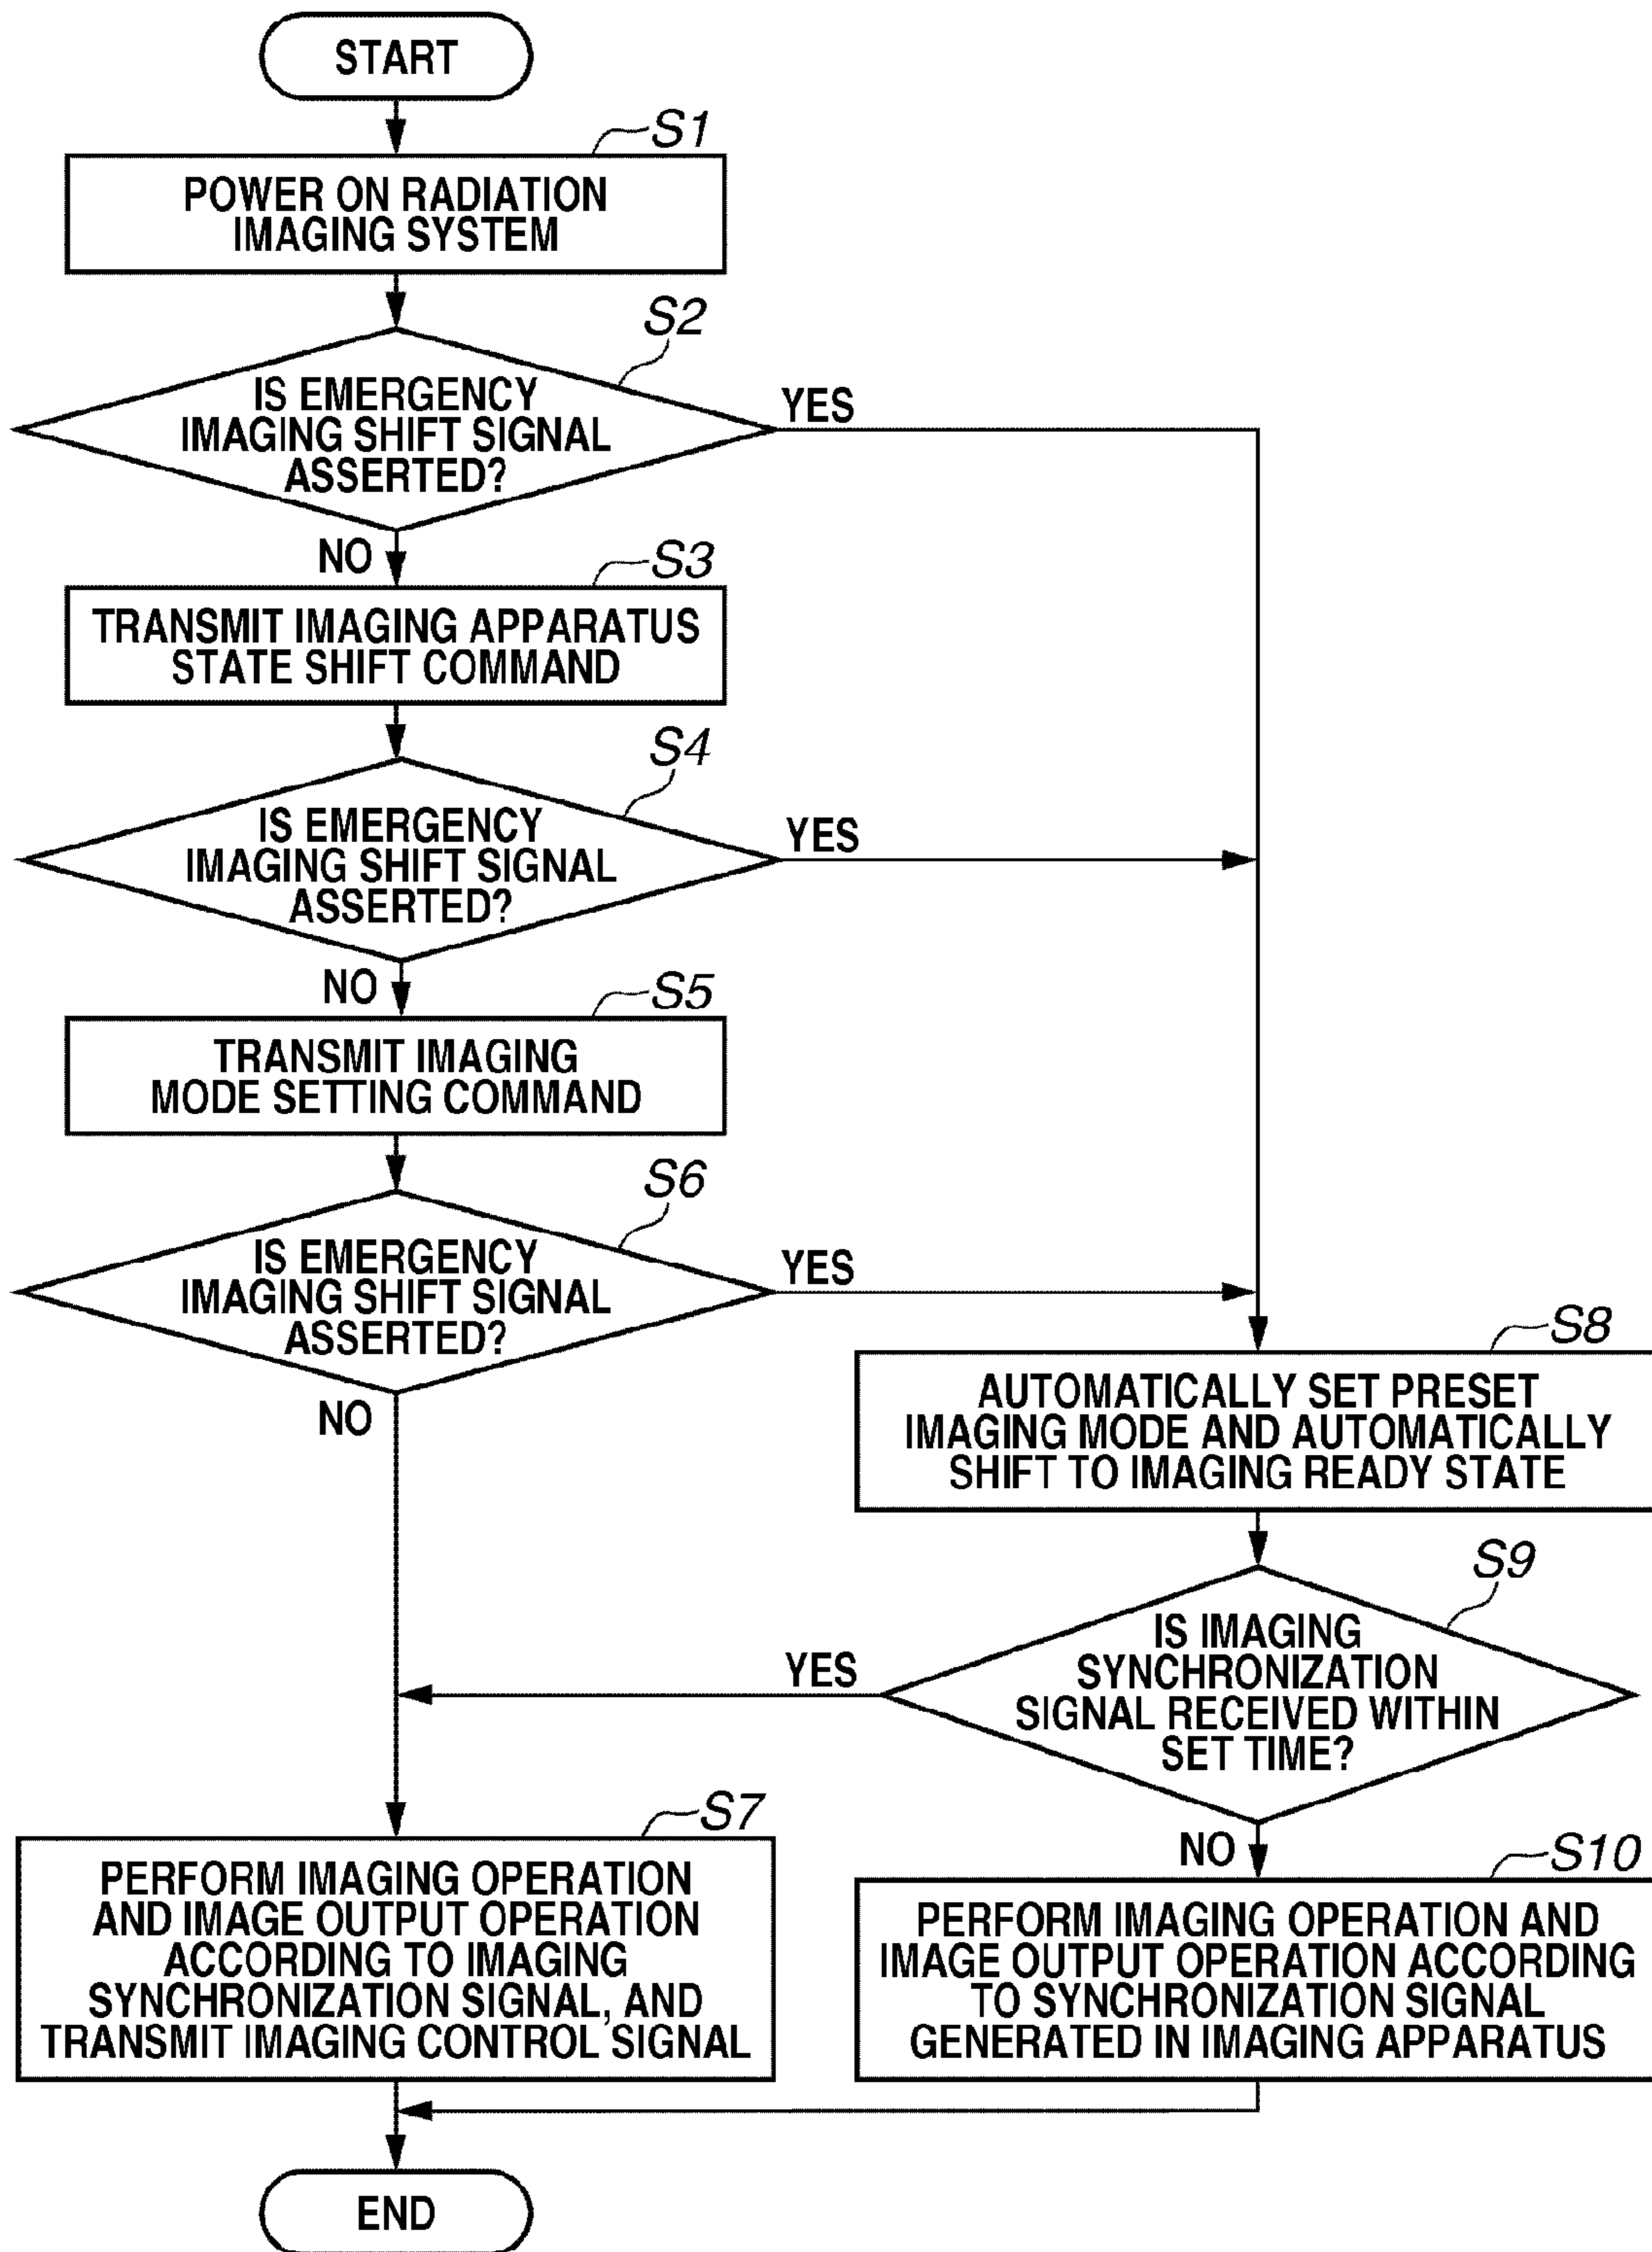 START
S1
POWER ON RADIATION
IMAGING SYSTEM
S2
IS EMERGENCY
IMAGING SHIFT SIGNAL
ASSERTED?
YES
NO
S3
TRANSMIT IMAGING APPARATUS
STATE SHIFT COMMAND
S4
IS EMERGENCY
IMAGING SHIFT SIGNAL
ASSERTED?
YES
NO
S5
TRANSMIT IMAGING
MODE SETTING COMMAND
S6
IS EMERGENCY
IMAGING SHIFT SIGNAL
ASSERTED?
YES
NO
S8
AUTOMATICALLY SET PRESET
IMAGING MODE AND AUTOMATICALLY
SHIFT TO IMAGING READY STATE
S9
IS IMAGING
SYNCHRONIZATION
SIGNAL RECEIVED WITHIN
SET TIME?
YES
NO
S7
PERFORM IMAGING OPERATION
AND IMAGE OUTPUT OPERATION
ACCORDING TO IMAGING
SYNCHRONIZATION SIGNAL, AND
TRANSMIT IMAGING CONTROL SIGNAL
S10
PERFORM IMAGING OPERATION AND
IMAGE OUTPUT OPERATION ACCORDING
TO SYNCHRONIZATION SIGNAL
GENERATED IN IMAGING APPARATUS
END